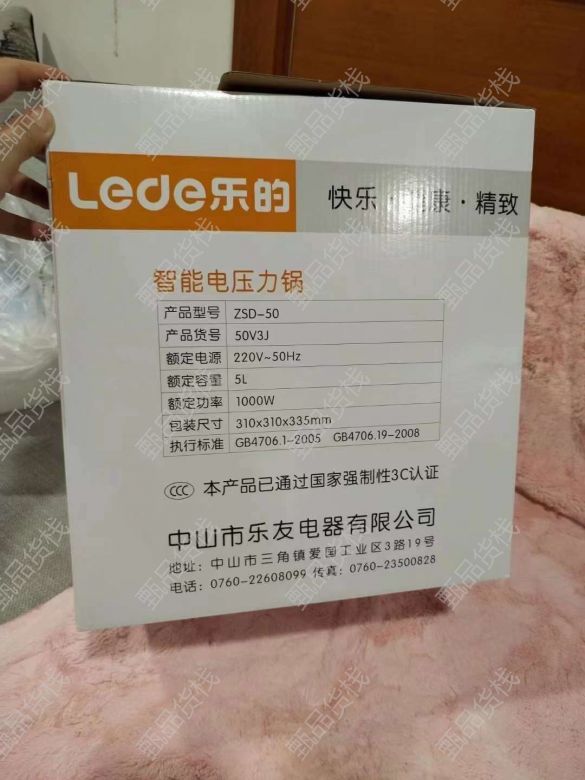 Lede乐的
快乐·健康·精致
智能电压力锅
产品型号 ZSD-50
产品货号 50V3J
额定电源 220V~50Hz
额定容量 5L
额定功率 1000W
包装尺寸 310x310x335mm
执行标准 GB4706.1-2005 GB4706.19-2008
CCC 本产品已通过国家强制性3C认证
中山市乐友电器有限公司
地址：中山市三角镇爱国工业区3路19号
电话：0760-22608099 传真：0760-23500828
甄品货栈